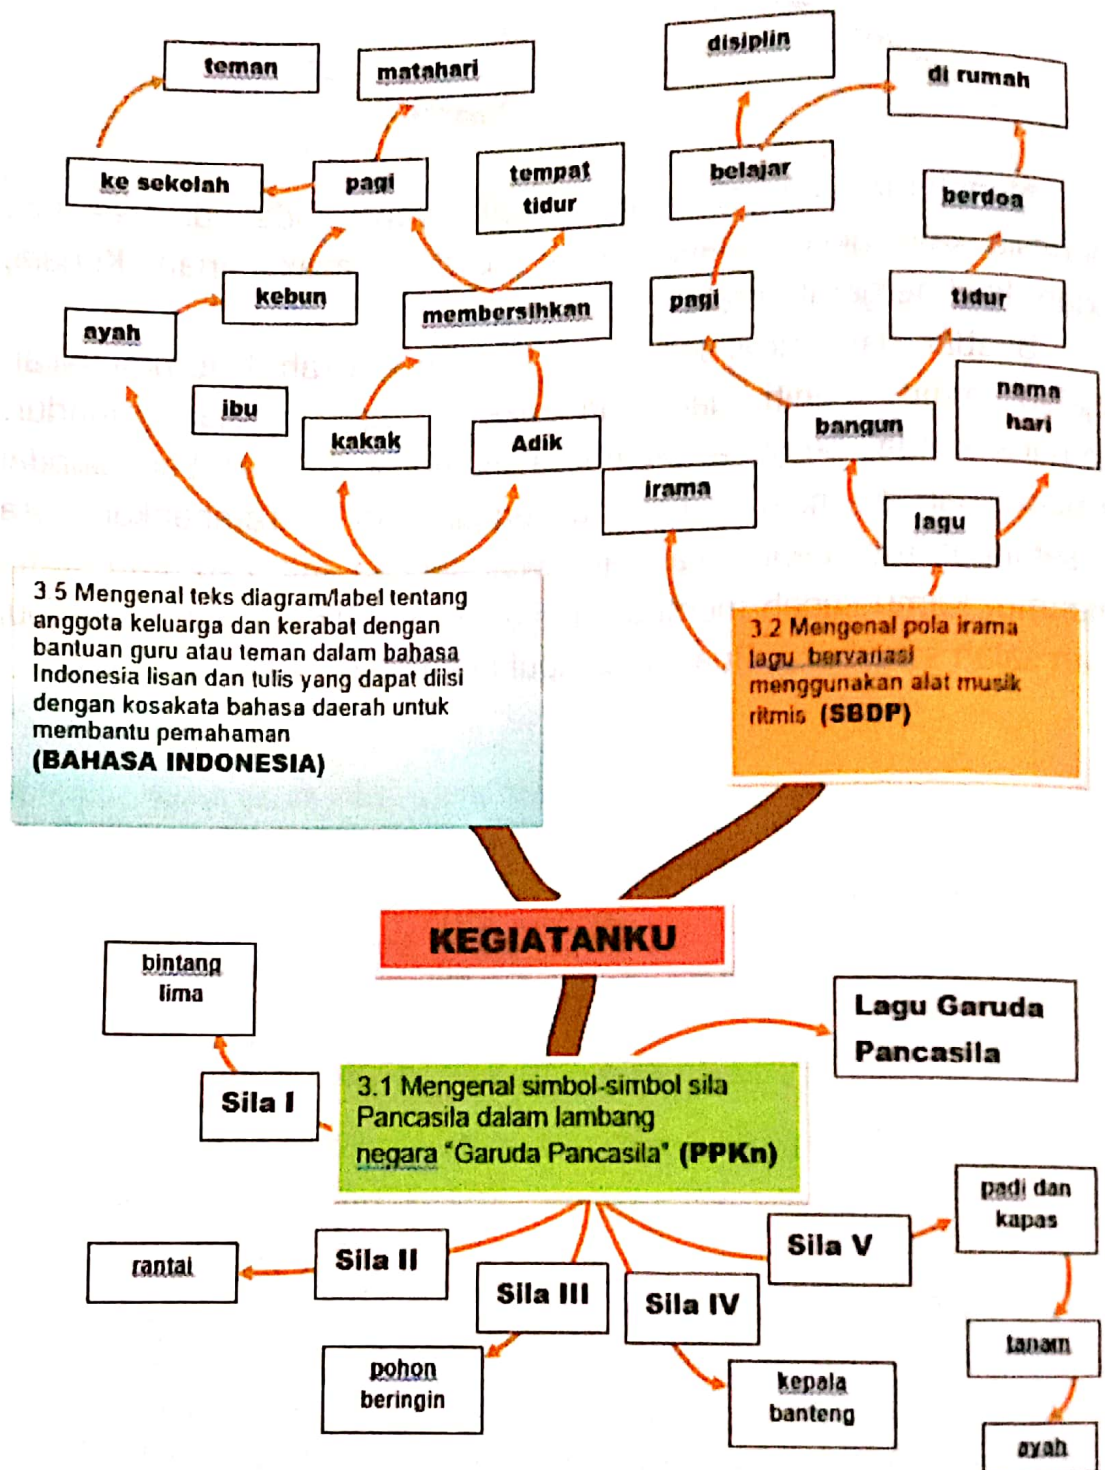 teman
matahari
disiplin
di rumah
ke sekolah
pagi
tempat
tidur
belajar
berdoa
ayah
kebun
membersihkan
pagi
tidur
ibu
kakak
Adik
bangun
nama
hari
irama
lagu
3 5 Mengenal teks diagram/label tentang
anggota keluarga dan kerabat dengan
bantuan guru atau teman dalam bahasa
Indonesia lisan dan tulis yang dapat diisi
dengan kosakata bahasa daerah untuk
membantu pemahaman
(BAHASA INDONESIA)
3.2 Mengenal pola irama
lagu bervariasi
menggunakan alat musik
ritmis (SBDP)
KEGIATANKU
bintang
lima
Lagu Garuda
Pancasila
Sila I
3.1 Mengenal simbol-simbol sila
Pancasila dalam lambang
negara "Garuda Pancasila" (PPKn)
padi dan
kapas
rantai
Sila II
Sila III
Sila IV
Sila V
tanam
pohon
beringin
kepala
banteng
ayah